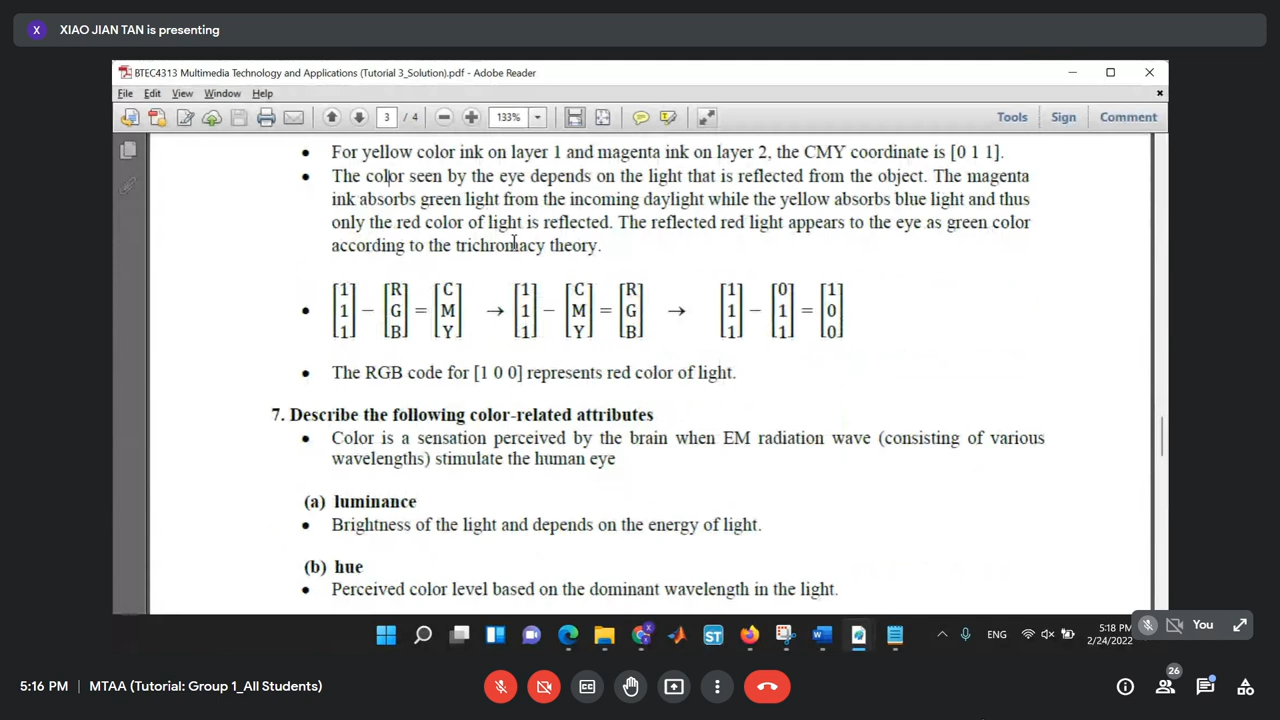 X XIAO JIAN TAN is presenting
BTEC4313 Multimedia Technology and Applications (Tutorial 3_Solution).pdf - Adobe Reader
File Edit View Window Help
3 / 4 133% Tools Sign Comment
• For yellow color ink on layer 1 and magenta ink on layer 2, the CMY coordinate is [0 1 1].
• The color seen by the eye depends on the light that is reflected from the object. The magenta
ink absorbs green light from the incoming daylight while the yellow absorbs blue light and thus
only the red color of light is reflected. The reflected red light appears to the eye as green color
according to the trichromacy theory.
[1 R C 1 C R 1 0 1]
• [1] − [G] = [M] → [1] − [M] = [G] → [1] − [1] = [0]
[1 B Y 1 Y B 1 1 0]
• The RGB code for [1 0 0] represents red color of light.
7. Describe the following color-related attributes
• Color is a sensation perceived by the brain when EM radiation wave (consisting of various
wavelengths) stimulate the human eye
(a) luminance
• Brightness of the light and depends on the energy of light.
(b) hue
• Perceived color level based on the dominant wavelength in the light.
ST ENG 5:18 PM
2/24/2022
You
5:16 PM MTAA (Tutorial: Group 1_All Students)
26